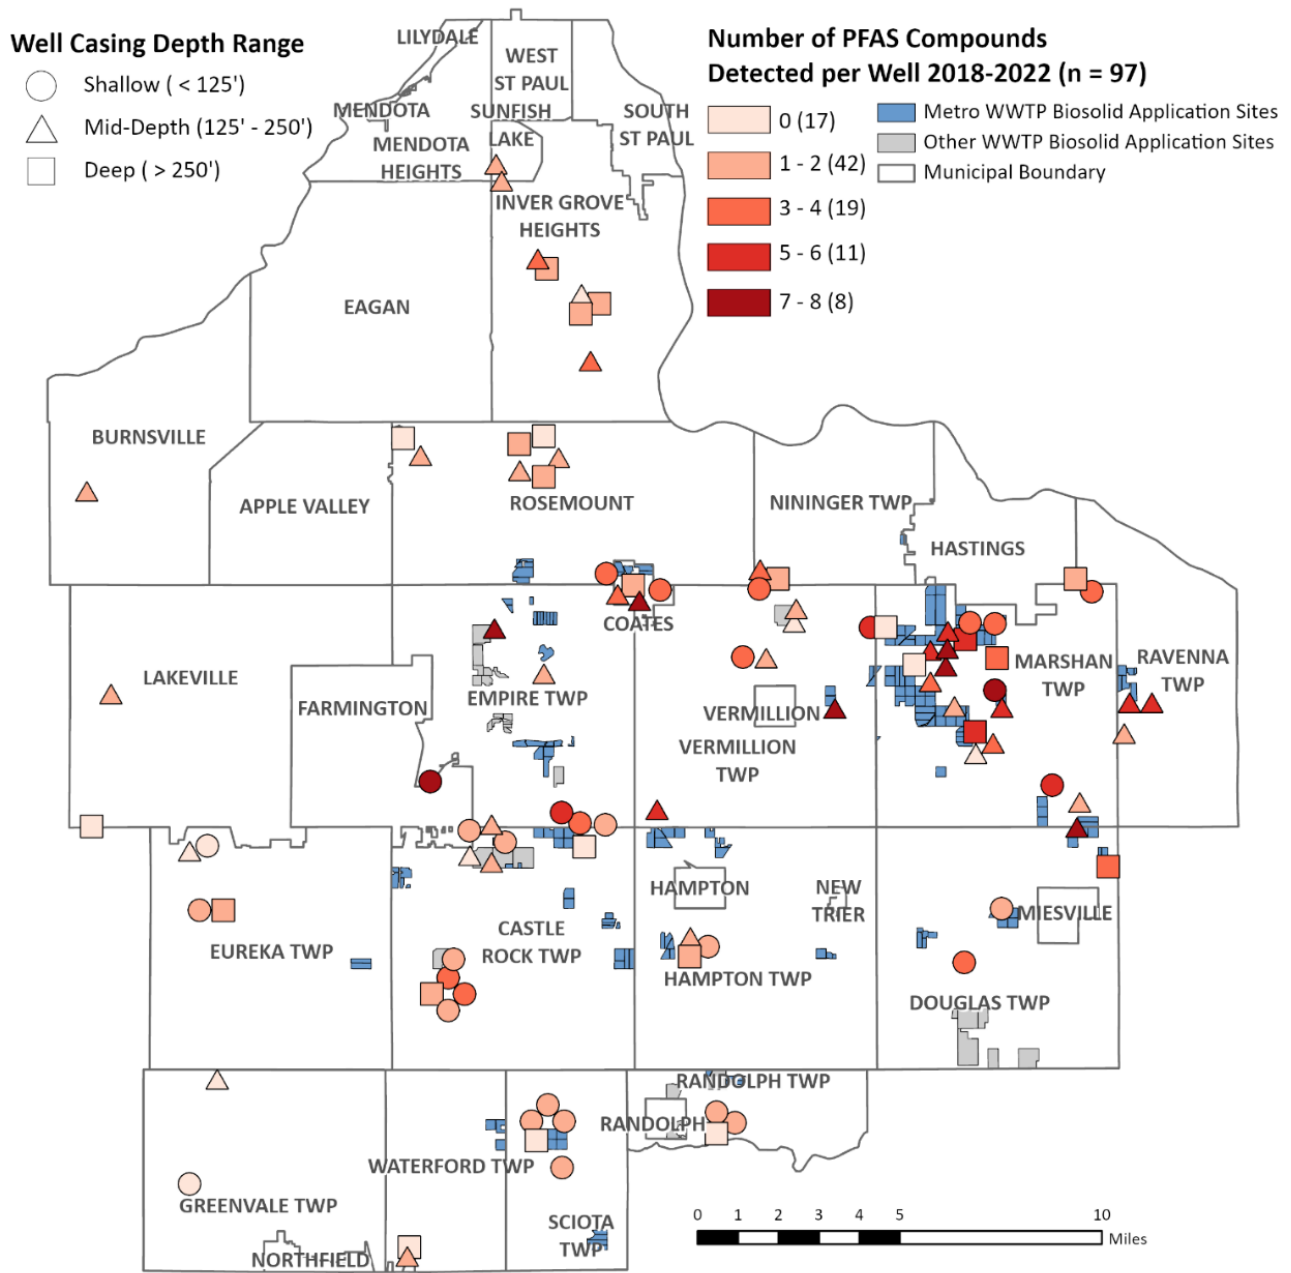 Well Casing Depth Range
Shallow ( < 125')
Mid-Depth (125' - 250')
Deep ( > 250')
Number of PFAS Compounds
Detected per Well 2018-2022 (n = 97)
0 (17)
1 - 2 (42)
3 - 4 (19)
5 - 6 (11)
7 - 8 (8)
Metro WWTP Biosolid Application Sites
Other WWTP Biosolid Application Sites
Municipal Boundary
LILYDALE
WEST
ST PAUL
MENDOTA
SUNFISH
LAKE
SOUTH
ST PAUL
MENDOTA
HEIGHTS
INVER GROVE
HEIGHTS
EAGAN
BURNSVILLE
APPLE VALLEY
ROSEMOUNT
NININGER TWP
HASTINGS
COATES
LAKEVILLE
FARMINGTON
EMPIRE TWP
VERMILLION
VERMILLION
TWP
MARSHAN
TWP
RAVENNA
TWP
HAMPTON
NEW
TRIER
MIESVILLE
EUREKA TWP
CASTLE
ROCK TWP
HAMPTON TWP
DOUGLAS TWP
RANDOLPH TWP
RANDOLPH
WATERFORD TWP
GREENVALE TWP
SCIOTA
TWP
NORTHFIELD
0 1 2 3 4 5 10
Miles